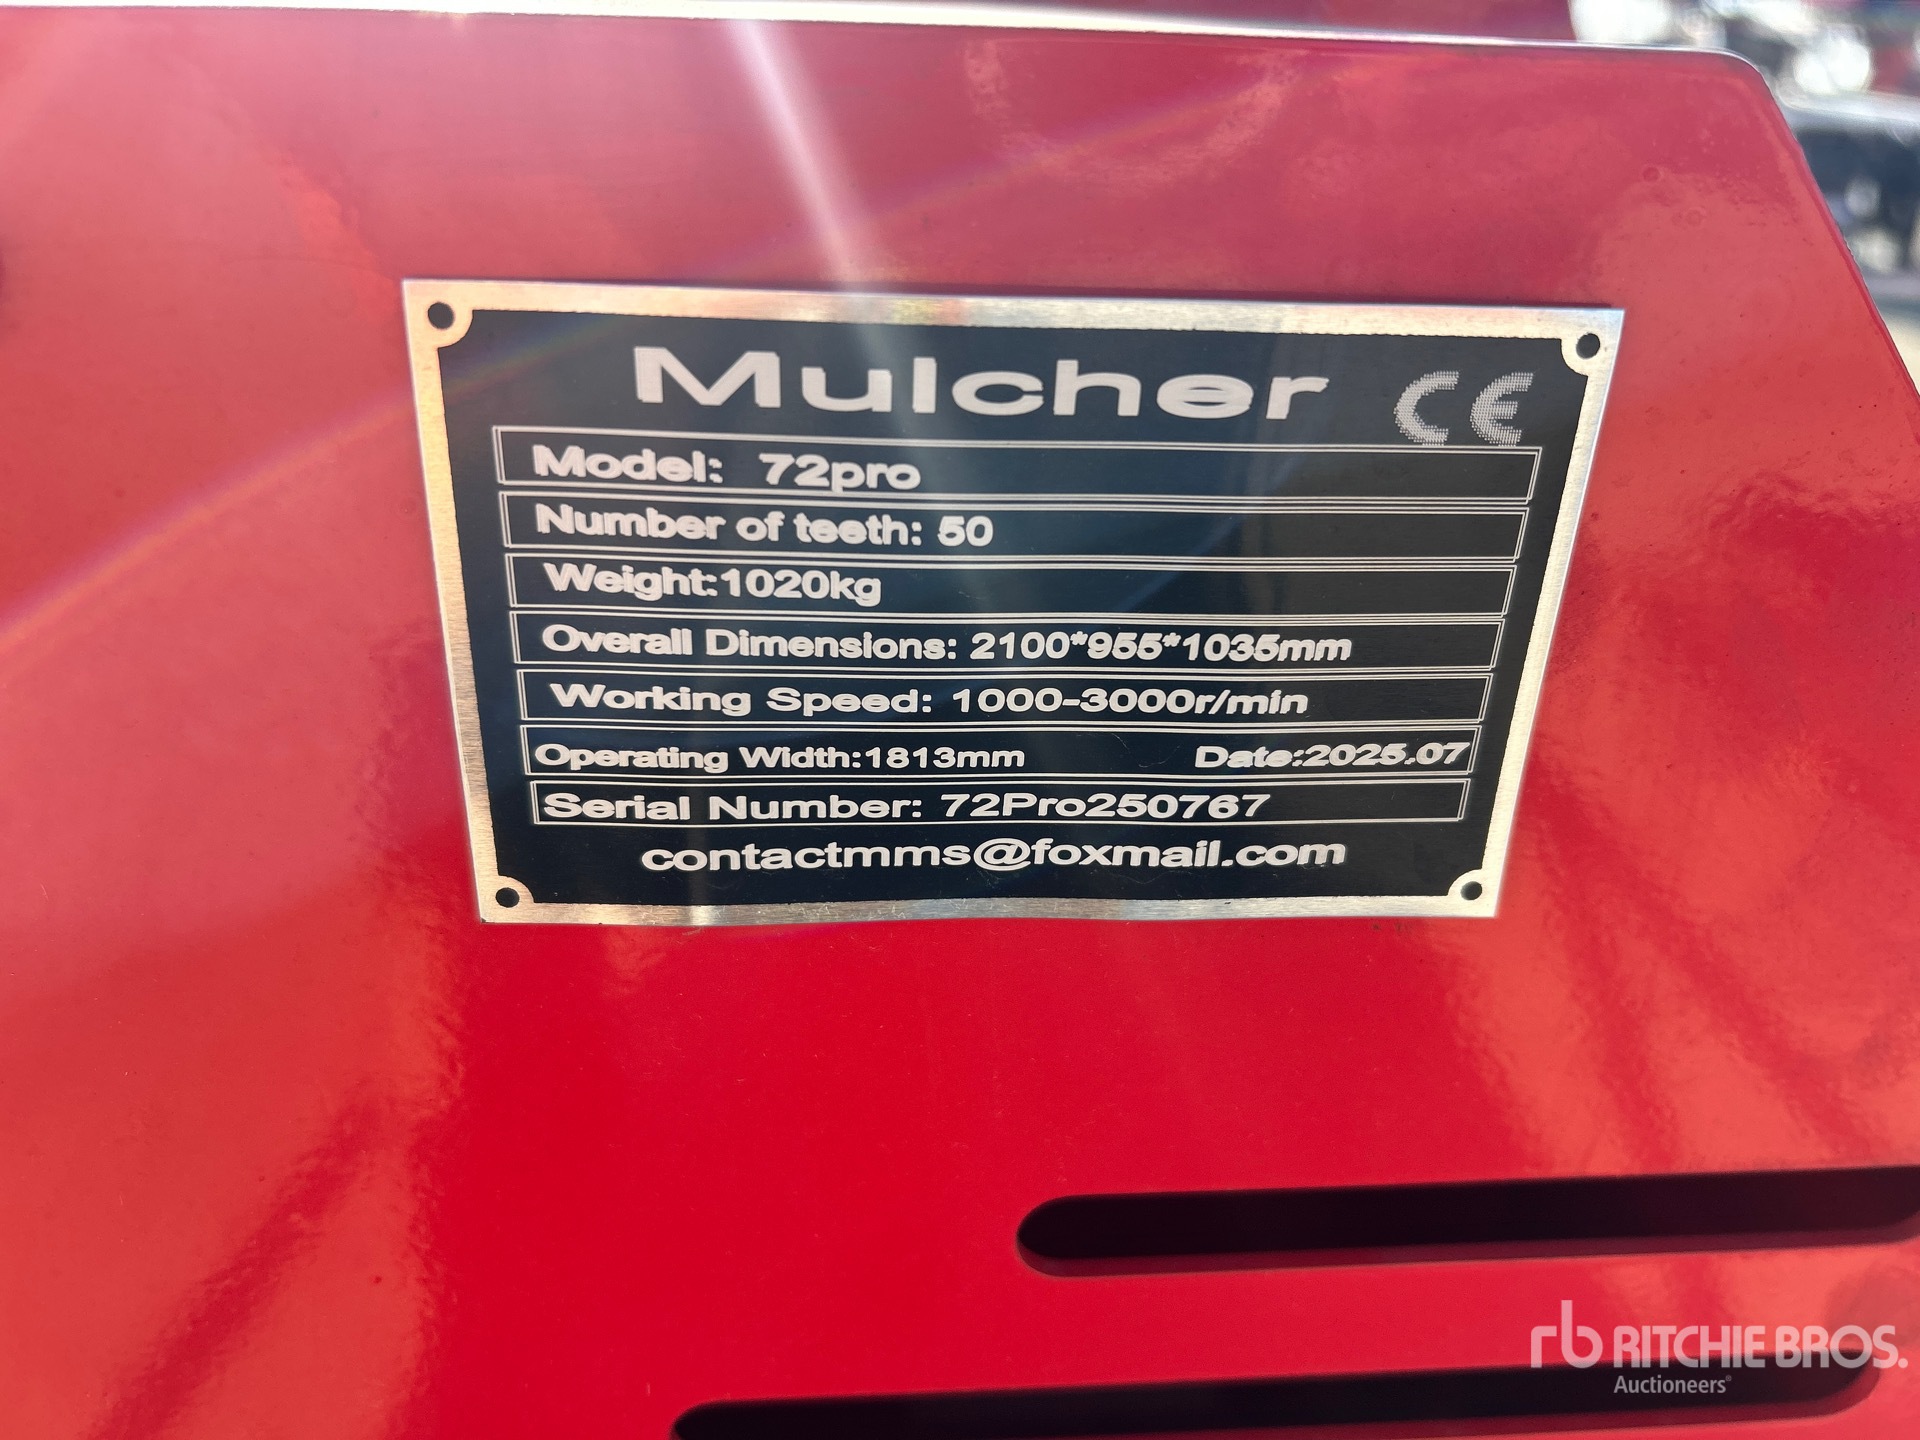 Mulcher CE
Model: 72pro
Number of teeth: 50
Weight:1020kg
Overall Dimensions: 2100*955*1035mm
Working Speed: 1000-3000r/min
Operating Width:1813mm Date:2025.07
Serial Number: 72Pro250767
contactmms@foxmail.com
rb RITCHIE BROS.
Auctioneers®